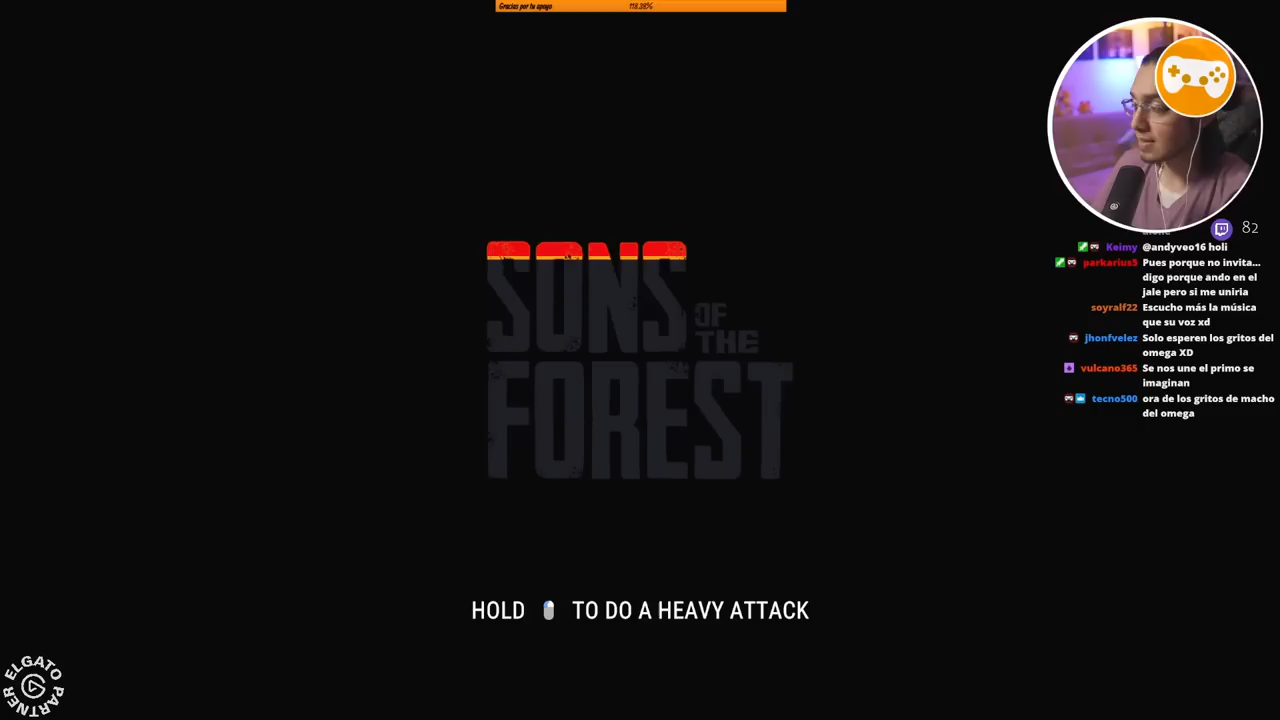 Gracias por tu apoyo 118.38%
82
Keimy @andyveo16 holi
parkarius5 Pues porque no invita...
digo porque ando en el
jale pero si me uniria
soyralf22 Escucho más la música
que su voz xd
jhonfvelez Solo esperen los gritos del
omega XD
vulcano365 Se nos une el primo se
imaginan
tecno500 ora de los gritos de macho
del omega
SONS OF THE
FOREST
HOLD TO DO A HEAVY ATTACK
ELGATO PARTNER